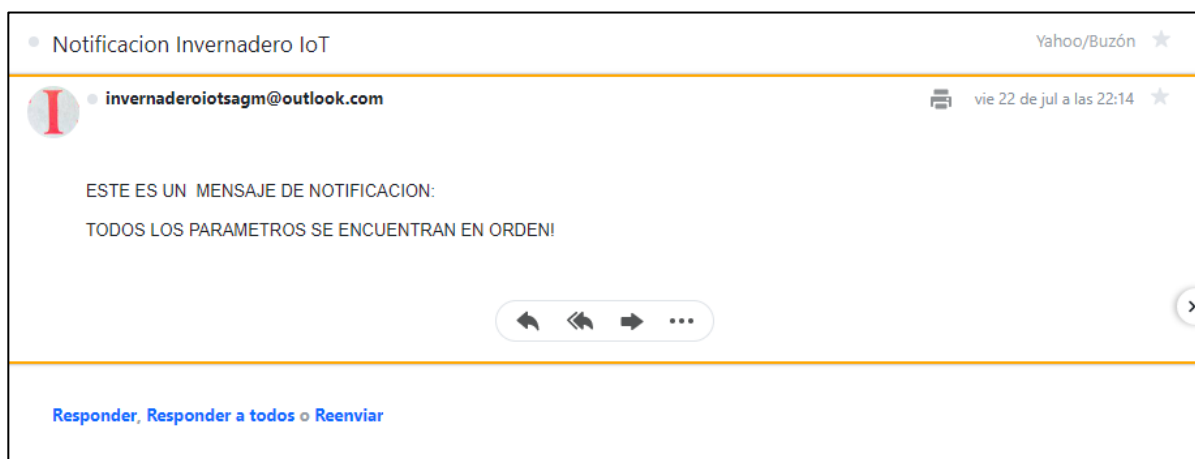 Notificacion Invernadero IoT
Yahoo/Buzón
I
invernaderoiotsagm@outlook.com
vie 22 de jul a las 22:14
ESTE ES UN MENSAJE DE NOTIFICACION:
TODOS LOS PARAMETROS SE ENCUENTRAN EN ORDEN!
Responder, Responder a todos o Reenviar